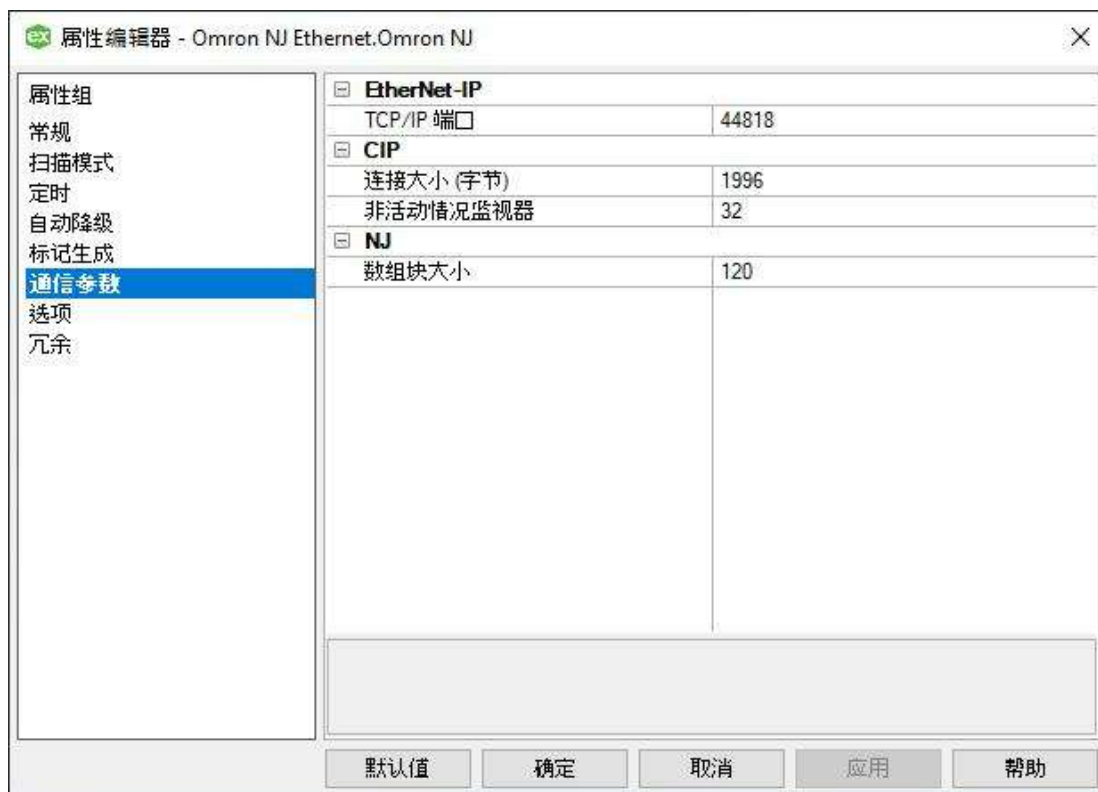 属性编辑器 - Omron NJ Ethernet.Omron NJ
属性组
常规
扫描模式
定时
自动降级
标记生成
通信参数
选项
冗余
EtherNet-IP
TCP/IP 端口 44818
CIP
连接大小 (字节) 1996
非活动情况监视器 32
NJ
数组块大小 120
默认值 确定 取消 应用 帮助